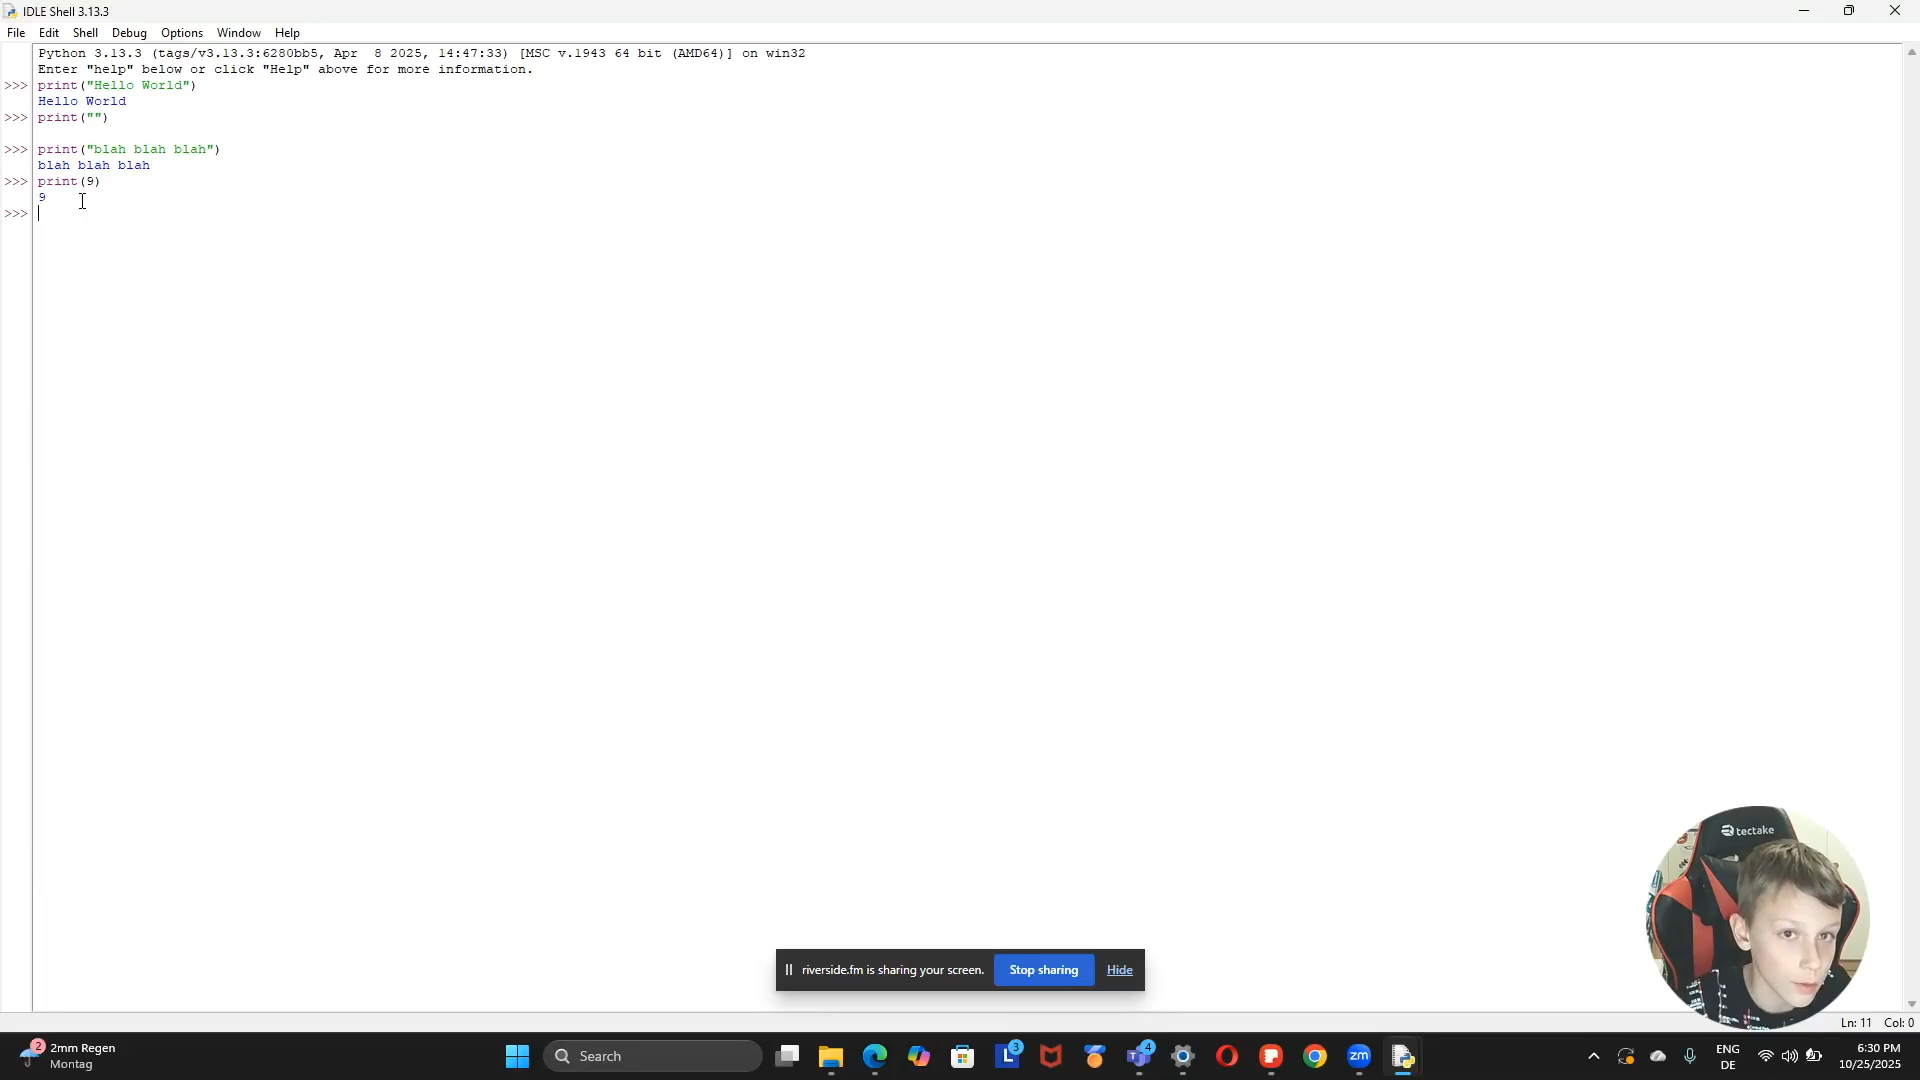 IDLE Shell 3.13.3
File Edit Shell Debug Options Window Help
Python 3.13.3 (tags/v3.13.3:6280bb5, Apr  8 2025, 14:47:33) [MSC v.1943 64 bit (AMD64)] on win32
Enter "help" below or click "Help" above for more information.
>>> print("Hello World")
Hello World
>>> print("")
>>> print("blah blah blah")
blah blah blah
>>> print(9)
9
>>>
tectake
riverside.fm is sharing your screen. Stop sharing Hide
Ln: 11 Col: 0
2
2mm Regen
Montag
Search
L 3
4
zm
ENG
DE
6:30 PM
10/25/2025